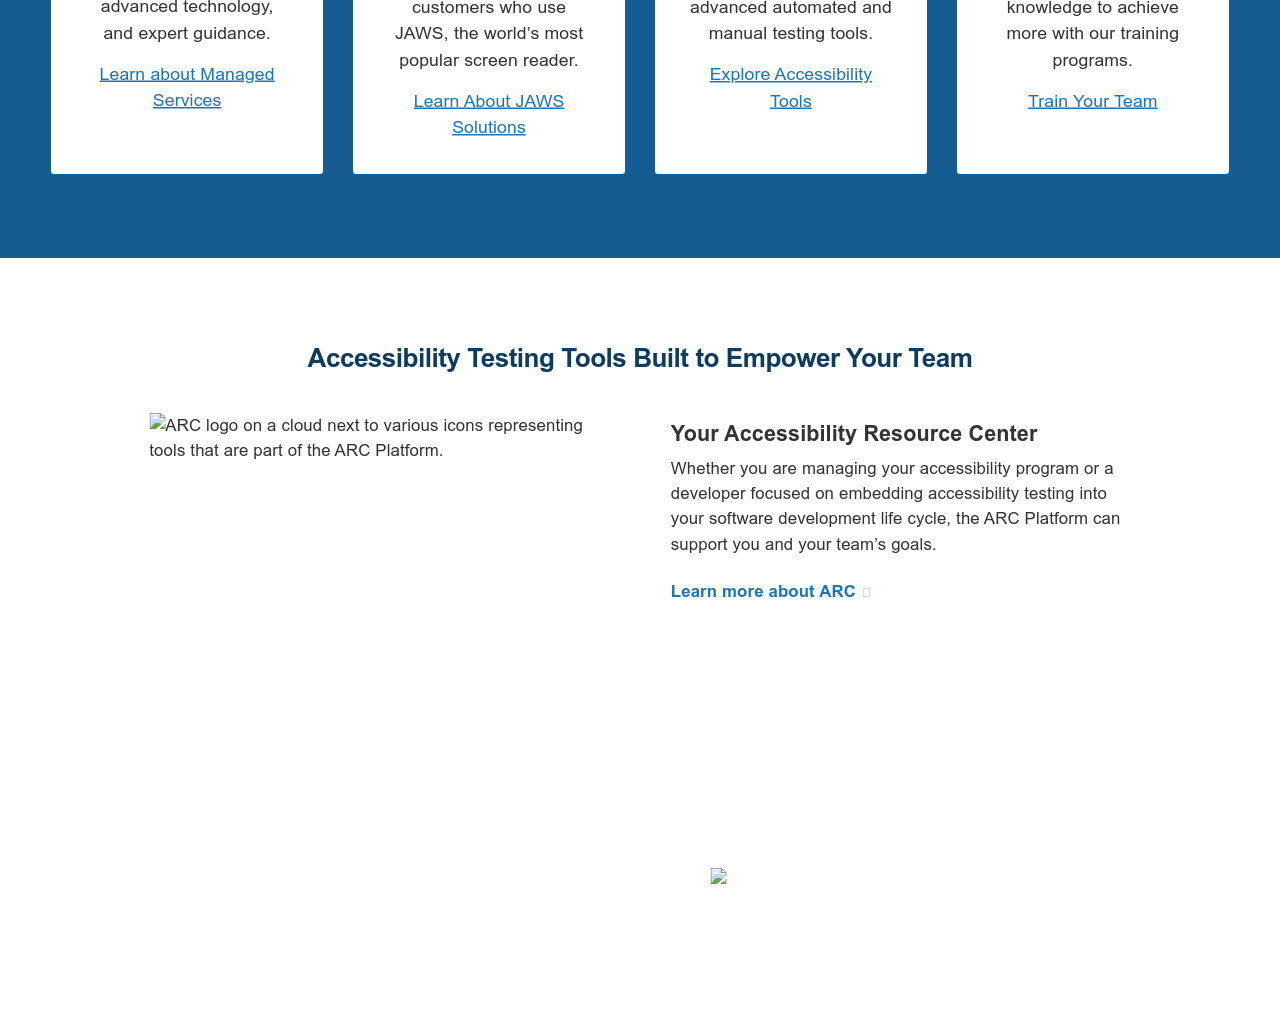 advanced technology,
and expert guidance.
Learn about Managed
Services
customers who use
JAWS, the world’s most
popular screen reader.
Learn About JAWS
Solutions
advanced automated and
manual testing tools.
Explore Accessibility
Tools
knowledge to achieve
more with our training
programs.
Train Your Team
Accessibility Testing Tools Built to Empower Your Team
ARC logo on a cloud next to various icons representing
tools that are part of the ARC Platform.
Your Accessibility Resource Center
Whether you are managing your accessibility program or a
developer focused on embedding accessibility testing into
your software development life cycle, the ARC Platform can
support you and your team’s goals.
Learn more about ARC